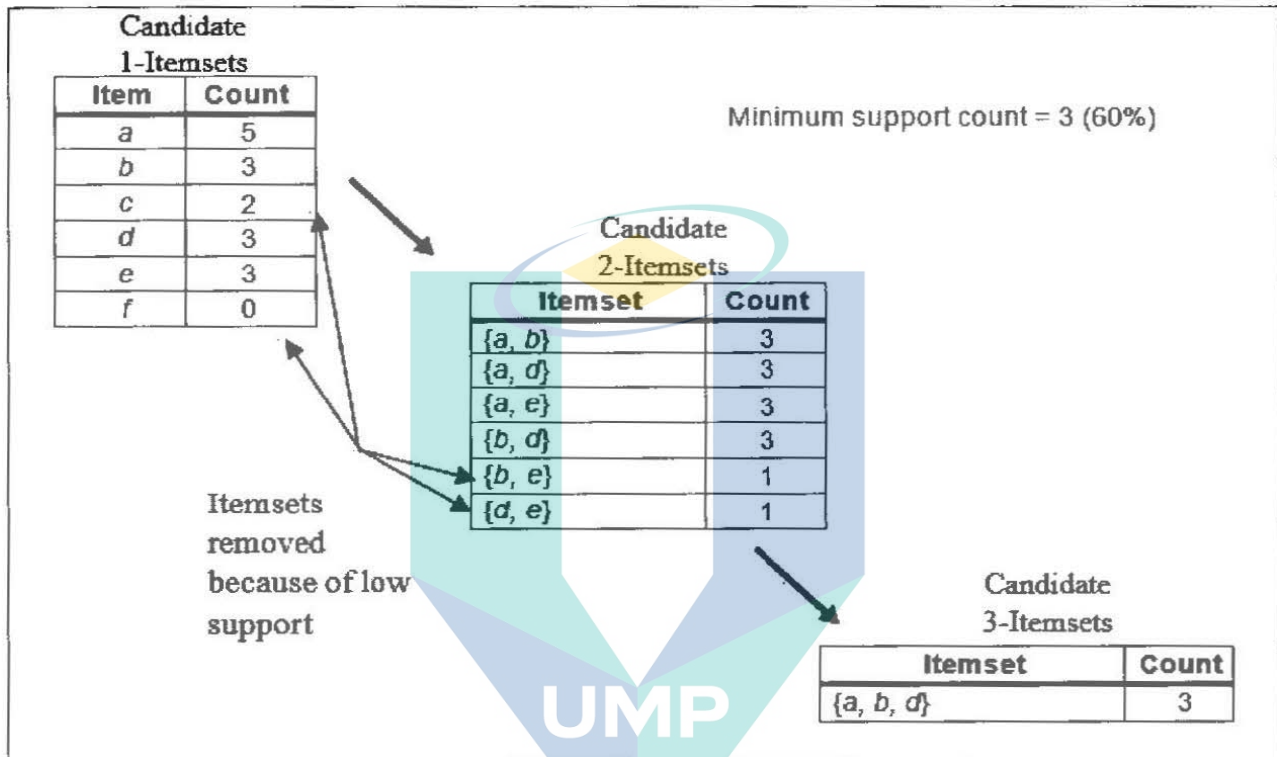 Candidate
1-Itemsets
Item Count
a 5
b 3
c 2
d 3
e 3
f 0
Minimum support count = 3 (60%)
Candidate
2-Itemsets
Itemset Count
{a, b} 3
{a, d} 3
{a, e} 3
{b, d} 3
{b, e} 1
{d, e} 1
Itemsets
removed
because of low
support
Candidate
3-Itemsets
Itemset Count
{a, b, d} 3
UMP